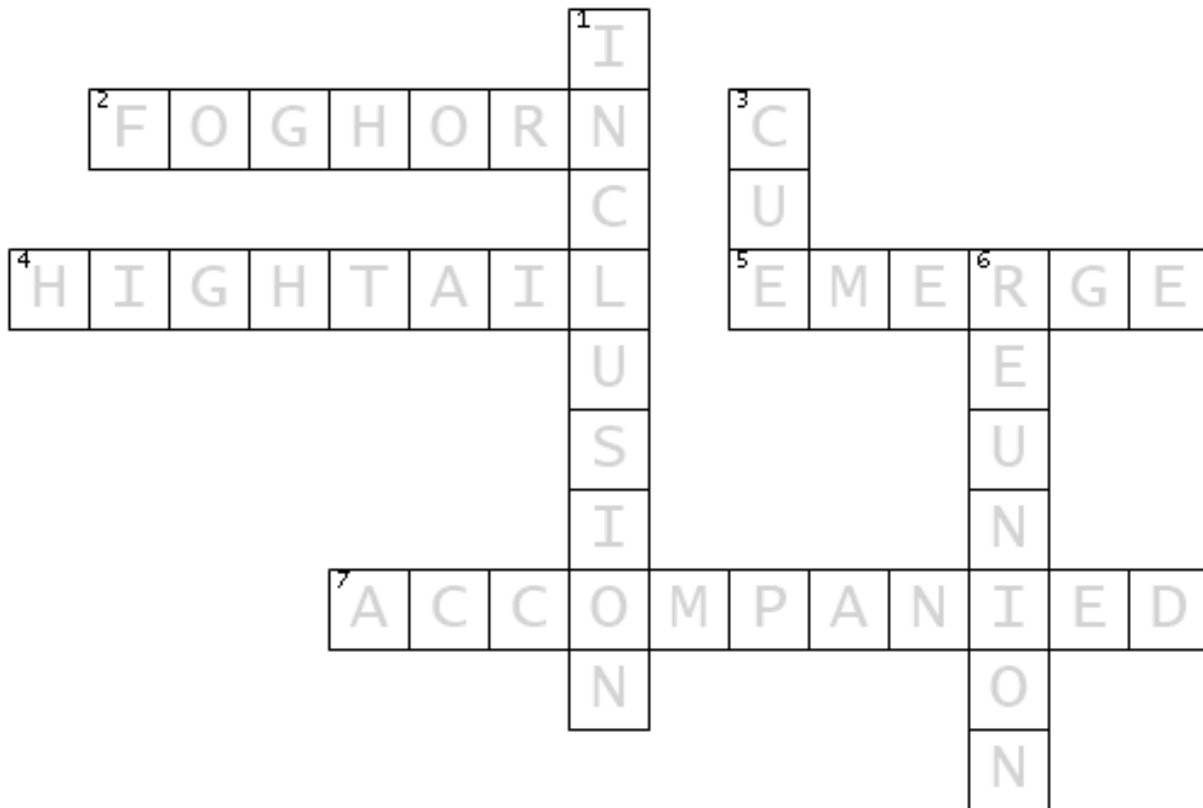 1 I
2 F O G H O R N 3 C
C U
4 H I G H T A I L 5 E M E 6 R G E
U E
S U
I N
7 A C C O M P A N I E D
N O
N